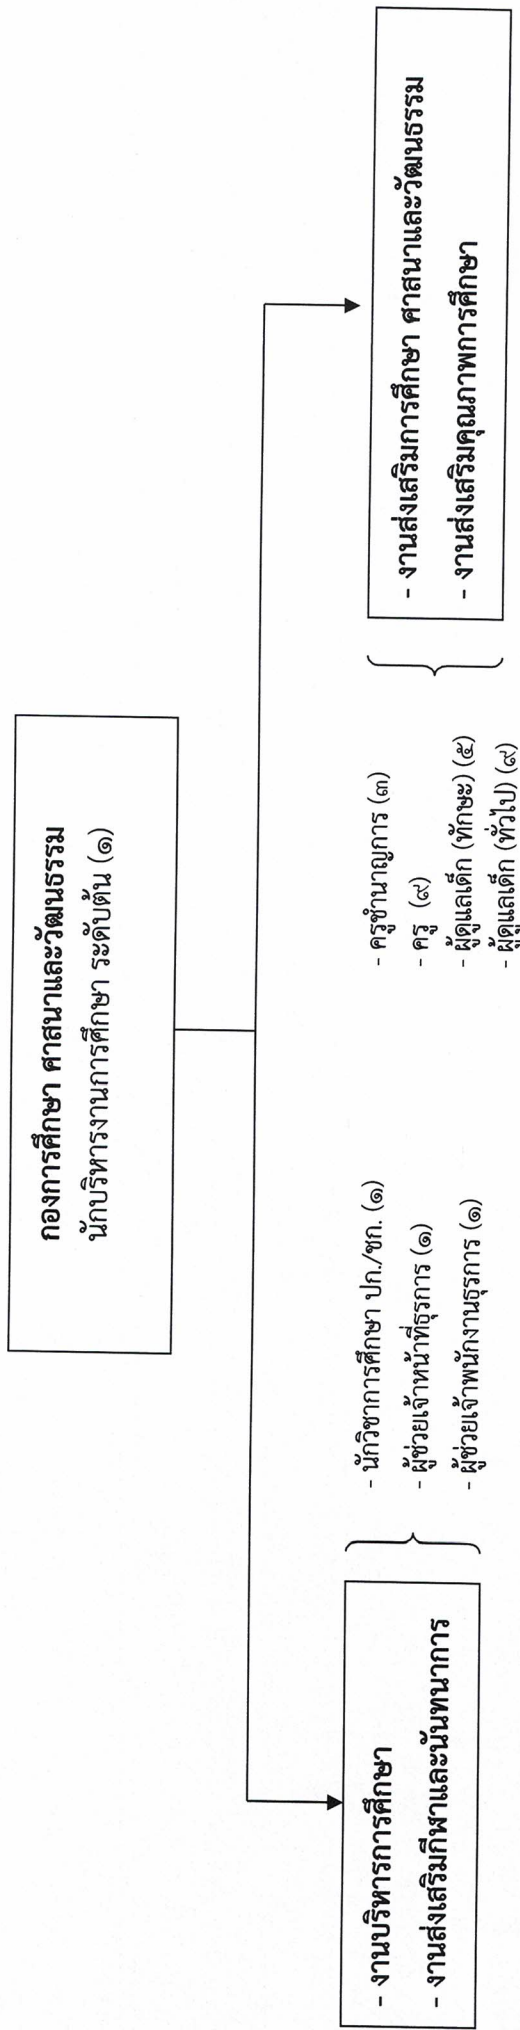 กองการศึกษา ศาสนาและวัฒนธรรม
นักบริหารงานการศึกษา ระดับต้น (๑)
- งานบริหารการศึกษา
- งานส่งเสริมกีฬาและนันทนาการ
- นักวิชาการศึกษา ปก./ชก. (๑)
- ผู้ช่วยเจ้าหน้าที่ธุรการ (๑)
- ผู้ช่วยเจ้าพนักงานธุรการ (๑)
- ครูชำนาญการ (๓)
- ครู (๙)
- ผู้ดูแลเด็ก (ทักษะ) (๕)
- ผู้ดูแลเด็ก (ทั่วไป) (๙)
- งานส่งเสริมการศึกษา ศาสนาและวัฒนธรรม
- งานส่งเสริมคุณภาพการศึกษา